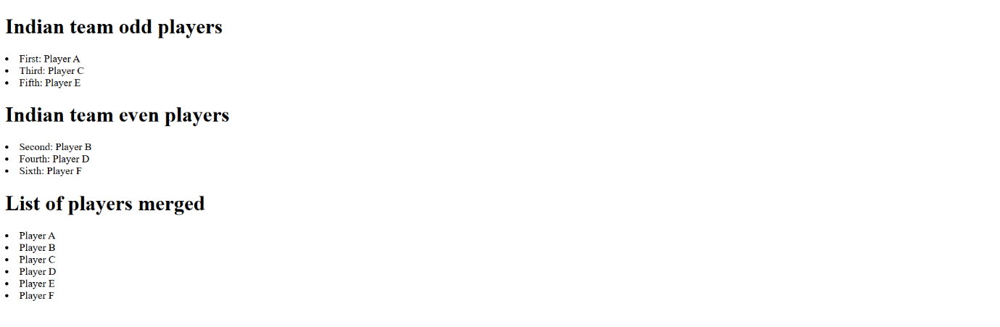 Indian team odd players
First: Player A
Third: Player C
Fifth: Player E
Indian team even players
Second: Player B
Fourth: Player D
Sixth: Player F
List of players merged
Player A
Player B
Player C
Player D
Player E
Player F